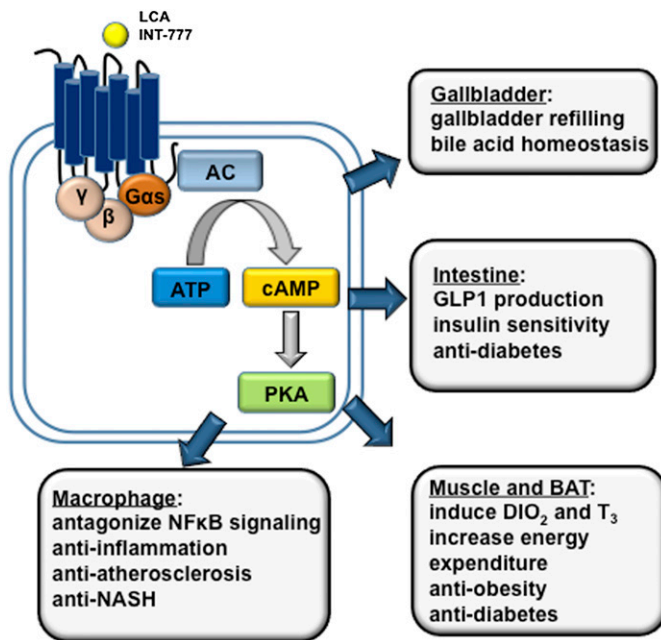 LCA
INT-777
γ
β
Gαs
AC
ATP
cAMP
PKA
Gallbladder:
gallbladder refilling
bile acid homeostasis
Intestine:
GLP1 production
insulin sensitivity
anti-diabetes
Macrophage:
antagonize NFκB signaling
anti-inflammation
anti-atherosclerosis
anti-NASH
Muscle and BAT:
induce DIO₂ and T₃
increase energy
expenditure
anti-obesity
anti-diabetes